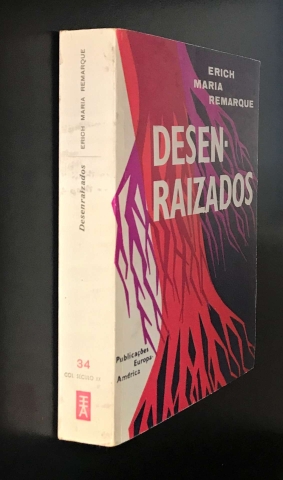 ERICH
MARIA
REMARQUE
DESEN-
RAIZADOS
Publicações
Europa-
América
Desenraizados
ERICH MARIA REMARQUE
34